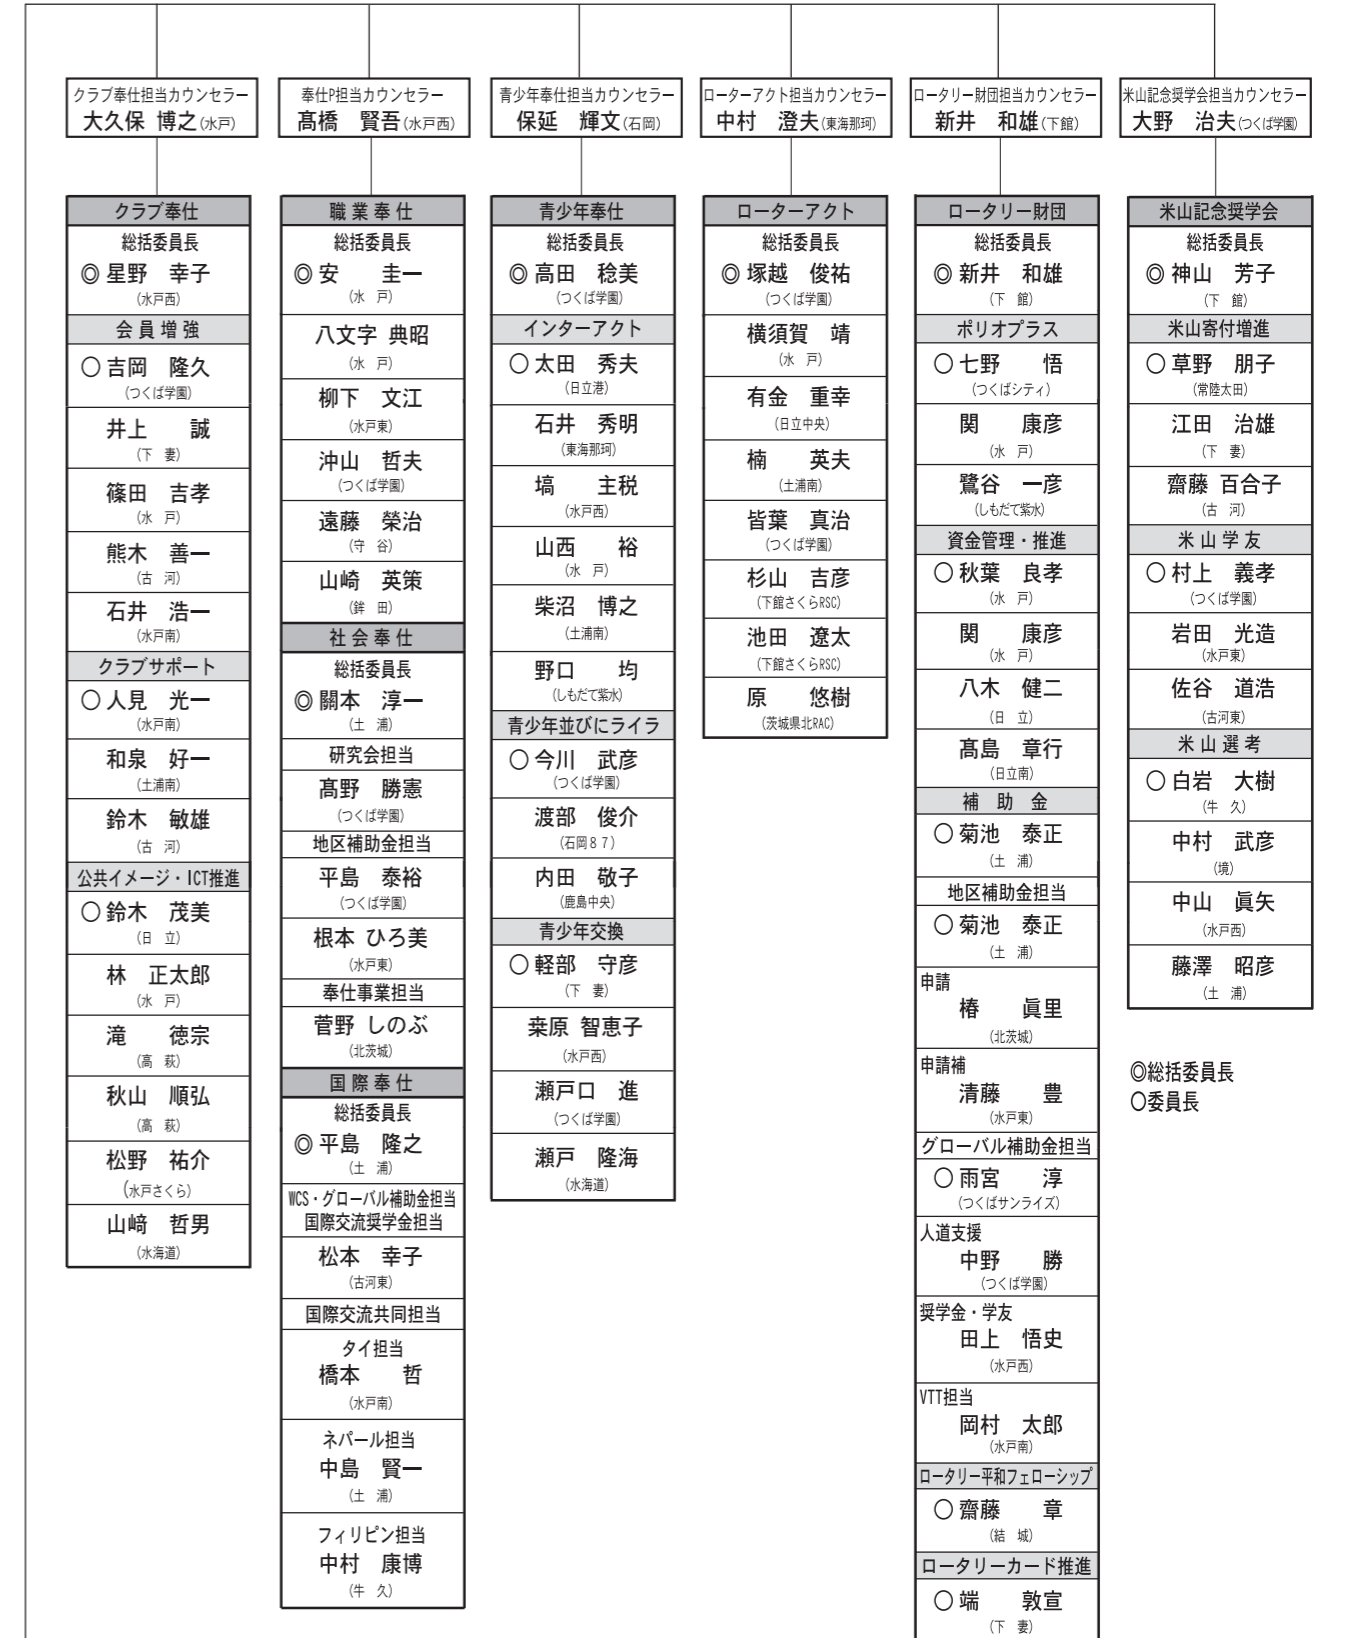 クラブ奉仕担当カウンセラー
大久保 博之(水戸)
奉仕P担当カウンセラー
髙橋 賢吾(水戸西)
青少年奉仕担当カウンセラー
保延 輝文(石岡)
ローターアクト担当カウンセラー
中村 澄夫(東海那珂)
ロータリー財団担当カウンセラー
新井 和雄(下館)
米山記念奨学会担当カウンセラー
大野 治夫(つくば学園)
クラブ奉仕
総括委員長
◎ 星野 幸子
(水戸西)
会員増強
○ 吉岡 隆久
(つくば学園)
井上 誠
(下 妻)
篠田 吉孝
(水 戸)
熊木 善一
(古 河)
石井 浩一
(水戸南)
クラブサポート
○ 人見 光一
(水戸南)
和泉 好一
(土浦南)
鈴木 敏雄
(古 河)
公共イメージ・ICT推進
○ 鈴木 茂美
(日 立)
林 正太郎
(水 戸)
滝 徳宗
(高 萩)
秋山 順弘
(高 萩)
松野 祐介
(水戸さくら)
山﨑 哲男
(水海道)
職業奉仕
総括委員長
◎ 安 圭一
(水 戸)
八文字 典昭
(水 戸)
柳下 文江
(水戸東)
沖山 哲夫
(つくば学園)
遠藤 榮治
(守 谷)
山崎 英策
(鉾 田)
社会奉仕
総括委員長
◎ 關本 淳一
(土 浦)
研究会担当
髙野 勝憲
(つくば学園)
地区補助金担当
平島 泰裕
(つくば学園)
根本 ひろ美
(水戸東)
奉仕事業担当
菅野 しのぶ
(北茨城)
国際奉仕
総括委員長
◎ 平島 隆之
(土 浦)
WCS・グローバル補助金担当
国際交流奨学金担当
松本 幸子
(古河東)
国際交流共同担当
タイ担当
橋本 哲
(水戸南)
ネパール担当
中島 賢一
(土 浦)
フィリピン担当
中村 康博
(牛 久)
青少年奉仕
総括委員長
◎ 高田 稔美
(つくば学園)
インターアクト
○ 太田 秀夫
(日立港)
石井 秀明
(東海那珂)
塙 主税
(水戸西)
山西 裕
(水 戸)
柴沼 博之
(土浦南)
野口 均
(しもだて紫水)
青少年並びにライラ
○ 今川 武彦
(つくば学園)
渡部 俊介
(石岡87)
内田 敬子
(鹿島中央)
青少年交換
○ 軽部 守彦
(下 妻)
桒原 智恵子
(水戸西)
瀬戸口 進
(つくば学園)
瀬戸 隆海
(水海道)
ローターアクト
総括委員長
◎ 塚越 俊祐
(つくば学園)
横須賀 靖
(水 戸)
有金 重幸
(日立中央)
楠 英夫
(土浦南)
皆葉 真治
(つくば学園)
杉山 吉彦
(下館さくらRSC)
池田 遼太
(下館さくらRSC)
原 悠樹
(茨城県北RAC)
ロータリー財団
総括委員長
◎ 新井 和雄
(下 館)
ポリオプラス
○ 七野 悟
(つくばシティ)
関 康彦
(水 戸)
鷺谷 一彦
(しもだて紫水)
資金管理・推進
○ 秋葉 良孝
(水 戸)
関 康彦
(水 戸)
八木 健二
(日 立)
髙島 章行
(日立南)
補助金
○ 菊池 泰正
(土 浦)
地区補助金担当
○ 菊池 泰正
(土 浦)
申請
椿 眞里
(北茨城)
申請補
清藤 豊
(水戸東)
グローバル補助金担当
○ 雨宮 淳
(つくばサンライズ)
人道支援
中野 勝
(つくば学園)
奨学金・学友
田上 悟史
(水戸西)
VTT担当
岡村 太郎
(水戸南)
ロータリー平和フェローシップ
○ 齋藤 章
(結 城)
ロータリーカード推進
○ 端 敦宣
(下 妻)
米山記念奨学会
総括委員長
◎ 神山 芳子
(下 館)
米山寄付増進
○ 草野 朋子
(常陸太田)
江田 治雄
(下 妻)
齋藤 百合子
(古 河)
米山学友
○ 村上 義孝
(つくば学園)
岩田 光造
(水戸東)
佐谷 道浩
(古河東)
米山選考
○ 白岩 大樹
(牛 久)
中村 武彦
(境)
中山 眞矢
(水戸西)
藤澤 昭彦
(土 浦)
◎総括委員長
○委員長